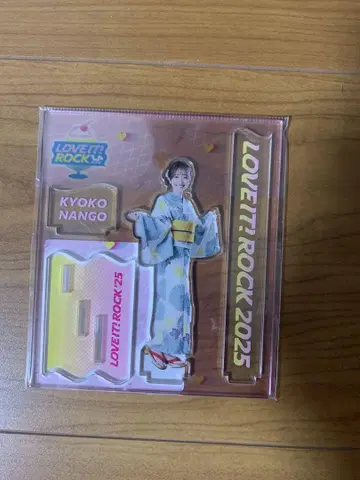 LOVE IT!
ROCK
KYOKO
NANGO
LOVE IT! ROCK '25
LOVE IT! ROCK 2025